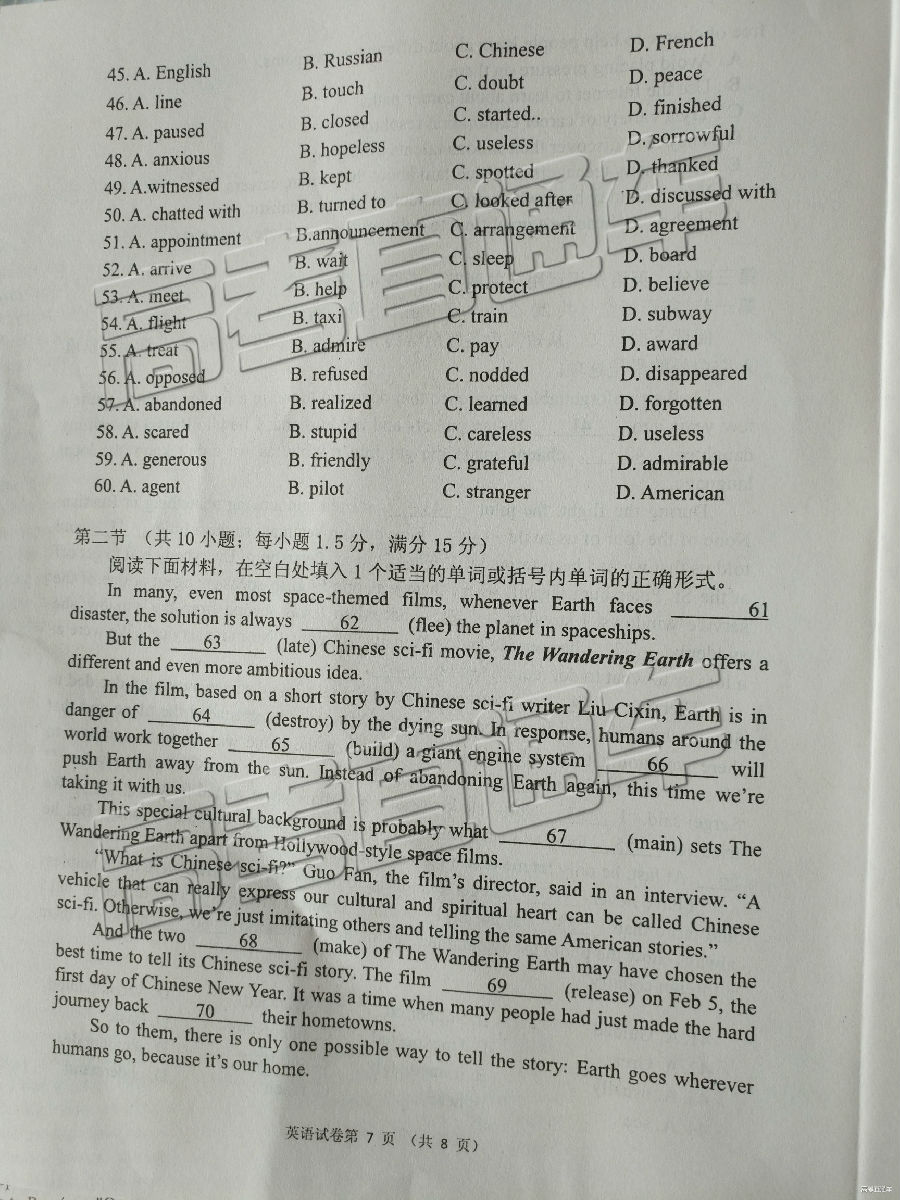 45. A. English B. Russian C. Chinese D. French
46. A. line B. touch C. doubt D. peace
47. A. paused B. closed C. started.. D. finished
48. A. anxious B. hopeless C. useless D. sorrowful
49. A.witnessed B. kept C. spotted D. thanked
50. A. chatted with B. turned to C. looked after D. discussed with
51. A. appointment B.announcement C. arrangement D. agreement
52. A. arrive B. wait C. sleep D. board
53. A. meet B. help C. protect D. believe
54. A. flight B. taxi C. train D. subway
55. A. treat B. admire C. pay D. award
56. A. opposed B. refused C. nodded D. disappeared
57. A. abandoned B. realized C. learned D. forgotten
58. A. scared B. stupid C. careless D. useless
59. A. generous B. friendly C. grateful D. admirable
60. A. agent B. pilot C. stranger D. American
第二节 （共 10 小题；每小题 1.5 分，满分 15 分）
阅读下面材料，在空白处填入 1 个适当的单词或括号内单词的正确形式。
In many, even most space-themed films, whenever Earth faces 61
disaster, the solution is always 62 (flee) the planet in spaceships.
But the 63 (late) Chinese sci-fi movie, The Wandering Earth offers a
different and even more ambitious idea.
In the film, based on a short story by Chinese sci-fi writer Liu Cixin, Earth is in
danger of 64 (destroy) by the dying sun. In response, humans around the
world work together 65 (build) a giant engine system 66 will
push Earth away from the sun. Instead of abandoning Earth again, this time we're
taking it with us.
This special cultural background is probably what 67 (main) sets The
Wandering Earth apart from Hollywood-style space films.
“What is Chinese sci-fi?” Guo Fan, the film's director, said in an interview. “A
vehicle that can really express our cultural and spiritual heart can be called Chinese
sci-fi. Otherwise, we're just imitating others and telling the same American stories.”
And the two 68 (make) of The Wandering Earth may have chosen the
best time to tell its Chinese sci-fi story. The film 69 (release) on Feb 5, the
first day of Chinese New Year. It was a time when many people had just made the hard
journey back 70 their hometowns.
So to them, there is only one possible way to tell the story: Earth goes wherever
humans go, because it's our home.
英语试卷第 7 页 （共 8 页）